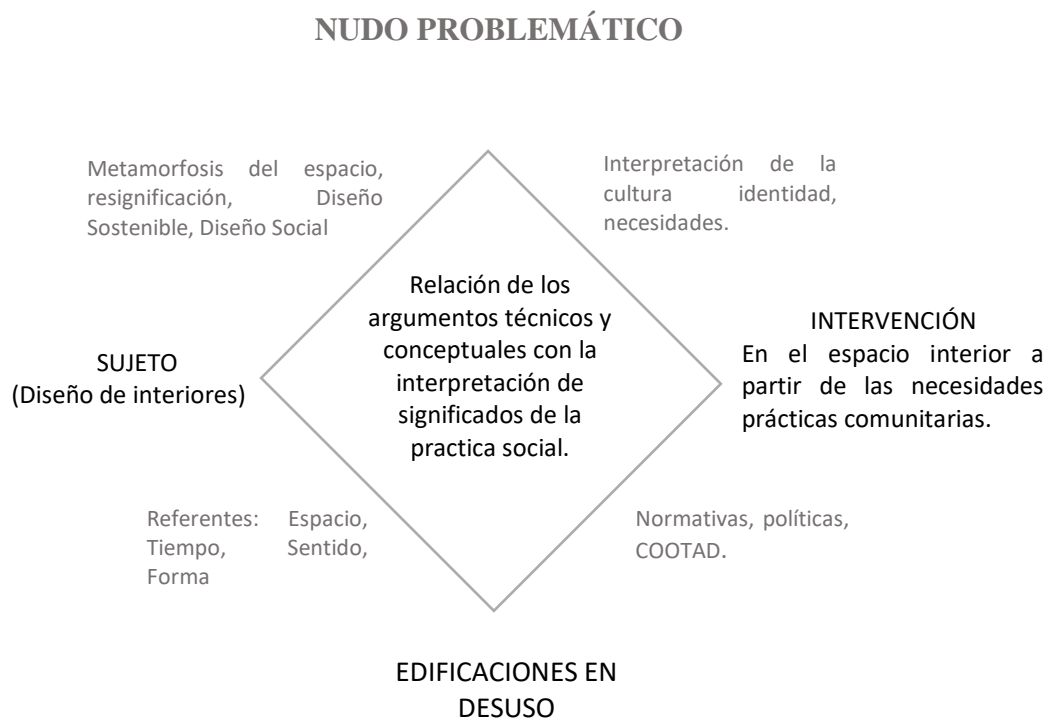 NUDO PROBLEMÁTICO
Metamorfosis del espacio,
resignificación, Diseño
Sostenible, Diseño Social
Interpretación de la
cultura identidad,
necesidades.
Relación de los
argumentos técnicos y
conceptuales con la
interpretación de
significados de la
practica social.
SUJETO
(Diseño de interiores)
INTERVENCIÓN
En el espacio interior a
partir de las necesidades
prácticas comunitarias.
Referentes: Espacio,
Tiempo, Sentido,
Forma
Normativas, políticas,
COOTAD.
EDIFICACIONES EN
DESUSO